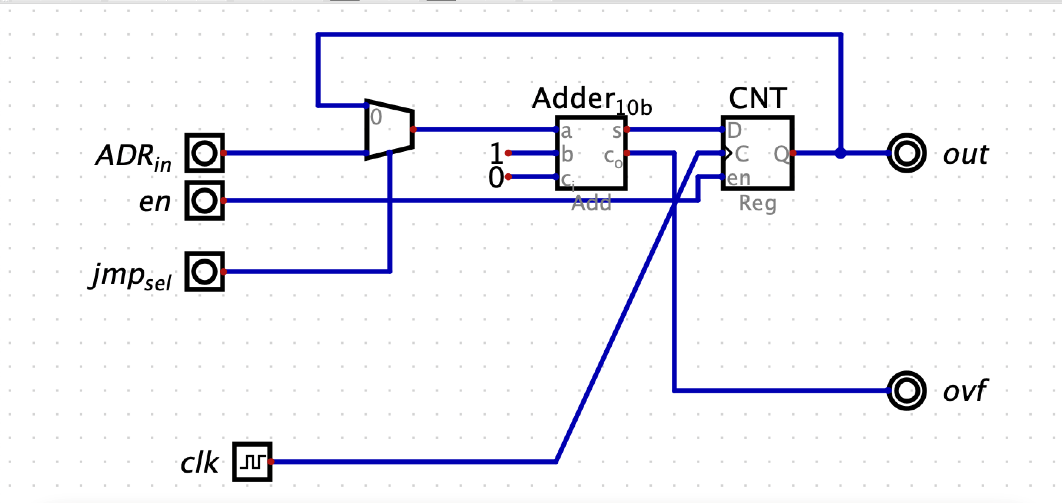 Adder10b
CNT
0
ADRin
a
s
D
1
b
co
C
Q
out
0
ci
en
en
Add
Reg
jmpsel
ovf
clk